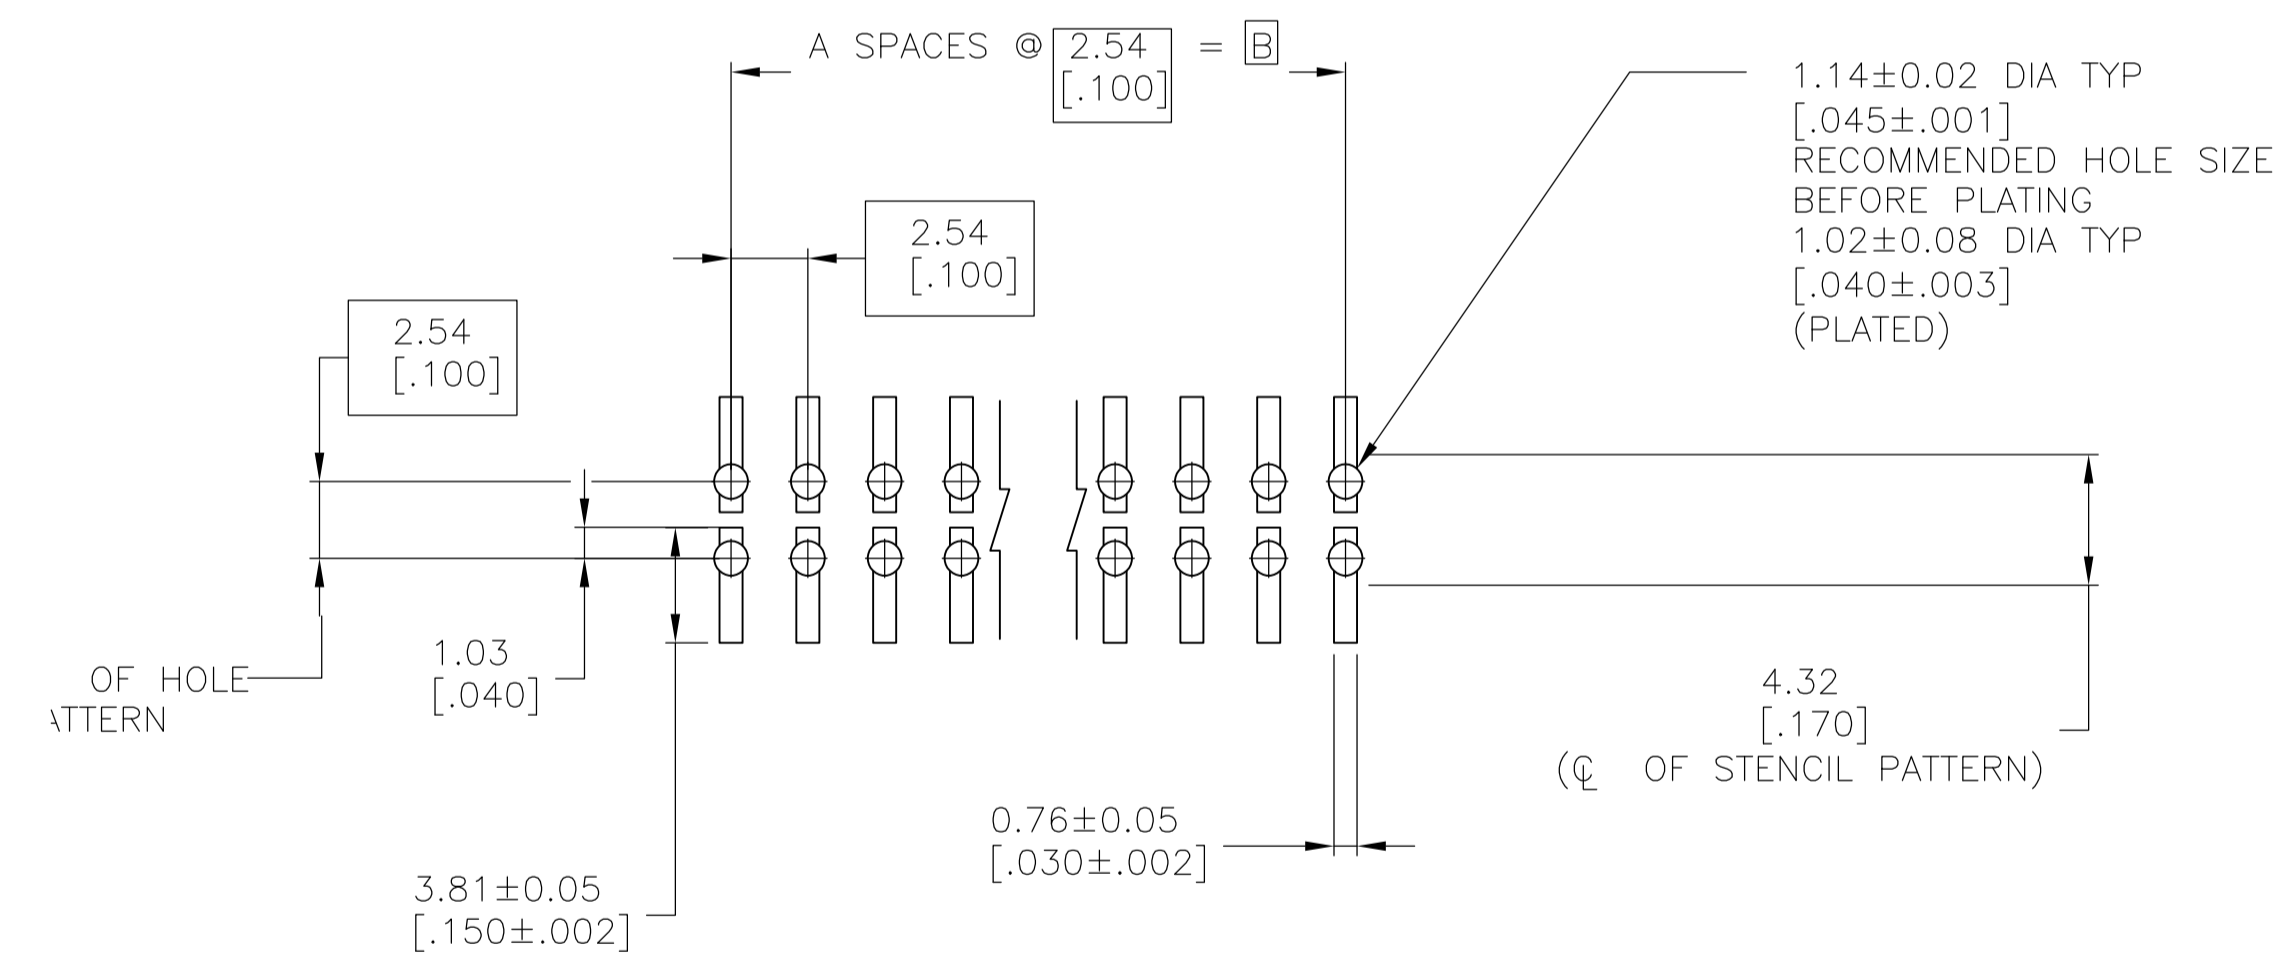 A SPACES @ 2.54 = B
[.100]
1.14±0.02 DIA TYP
[.045±.001]
RECOMMENDED HOLE SIZE
BEFORE PLATING
1.02±0.08 DIA TYP
[.040±.003]
(PLATED)
2.54
[.100]
2.54
[.100]
OF HOLE
ATTERN
1.03
[.040]
4.32
[.170]
(℄ OF STENCIL PATTERN)
0.76±0.05
[.030±.002]
3.81±0.05
[.150±.002]